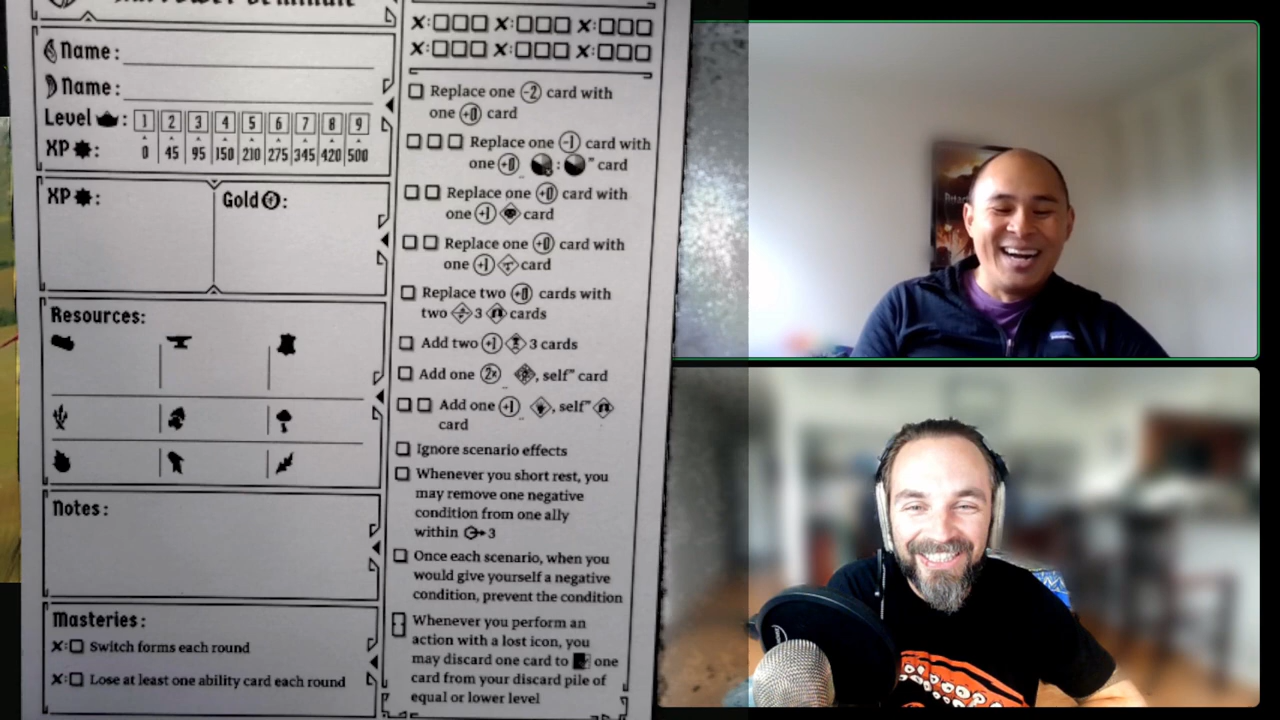 Name:
Name:
Level : 1 2 3 4 5 6 7 8 9
XP : 0 45 95 150 210 275 345 420 500
XP : Gold :
Resources:
Notes:
Masteries:
Switch forms each round
Lose at least one ability card each round
Replace one -2 card with
one +0 card
Replace one -1 card with
one +0 : " card
Replace one +0 card with
one +1 card
Replace one +0 card with
one +1 card
Replace two +0 cards with
two 3 cards
Add two +1 3 cards
Add one 2x , self" card
Add one +1 , self"
card
Ignore scenario effects
Whenever you short rest, you
may remove one negative
condition from one ally
within 3
Once each scenario, when you
would give yourself a negative
condition, prevent the condition
Whenever you perform an
action with a lost icon, you
may discard one card to one
card from your discard pile of
equal or lower level